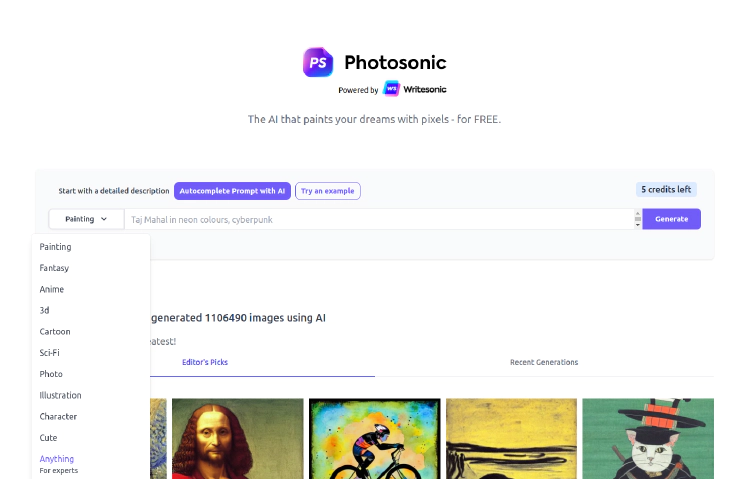 PS Photosonic
Powered by WS Writesonic
The AI that paints your dreams with pixels - for FREE.
Start with a detailed description Autocomplete Prompt with AI Try an example 5 credits left
Painting Taj Mahal in neon colours, cyberpunk Generate
Painting
Fantasy
Anime
3d
Cartoon
Sci-Fi
Photo
Illustration
Character
Cute
Anything
For experts
generated 1106490 images using AI
eatest!
Editor's Picks Recent Generations